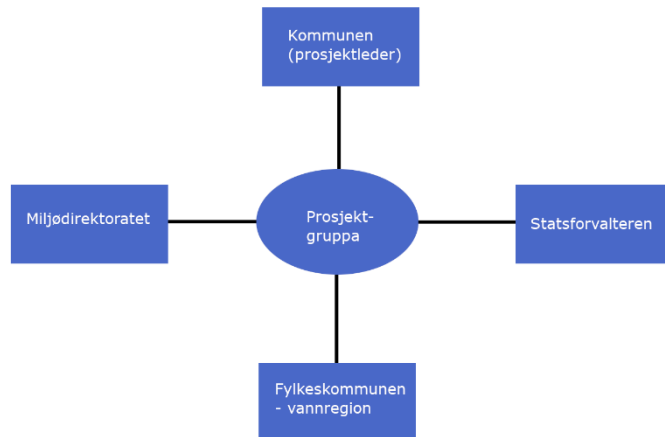 Kommunen
(prosjektleder)
Miljødirektoratet
Prosjekt-
gruppa
Statsforvalteren
Fylkeskommunen
- vannregion